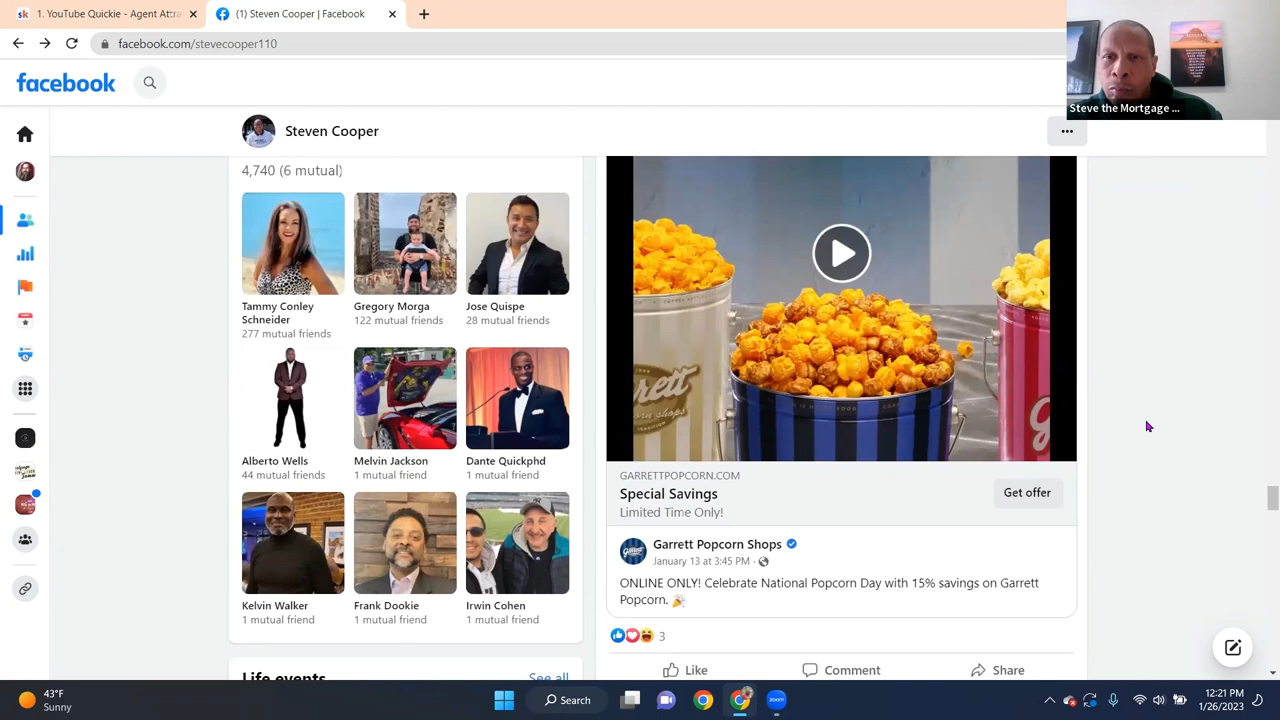 1. YouTube Quickie - Agent Attra
(1) Steven Cooper | Facebook
facebook.com/stevecooper110
facebook
Steve the Mortgage ...
Steven Cooper
4,740 (6 mutual)
Tammy Conley
Schneider
277 mutual friends
Gregory Morga
122 mutual friends
Jose Quispe
28 mutual friends
Alberto Wells
44 mutual friends
Melvin Jackson
1 mutual friend
Dante Quickphd
1 mutual friend
Kelvin Walker
1 mutual friend
Frank Dookie
1 mutual friend
Irwin Cohen
1 mutual friend
Life events
See all
GARRETTPOPCORN.COM
Special Savings
Limited Time Only!
Get offer
Garrett Popcorn Shops
January 13 at 3:45 PM ·
ONLINE ONLY! Celebrate National Popcorn Day with 15% savings on Garrett
Popcorn. 🎉
3
Like
Comment
Share
43°F
Sunny
Search
12:21 PM
1/26/2023